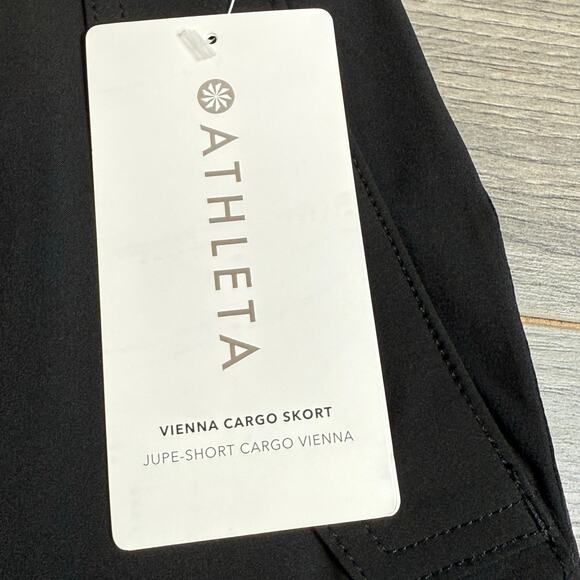 ATHLETA
VIENNA CARGO SKORT
JUPE-SHORT CARGO VIENNA